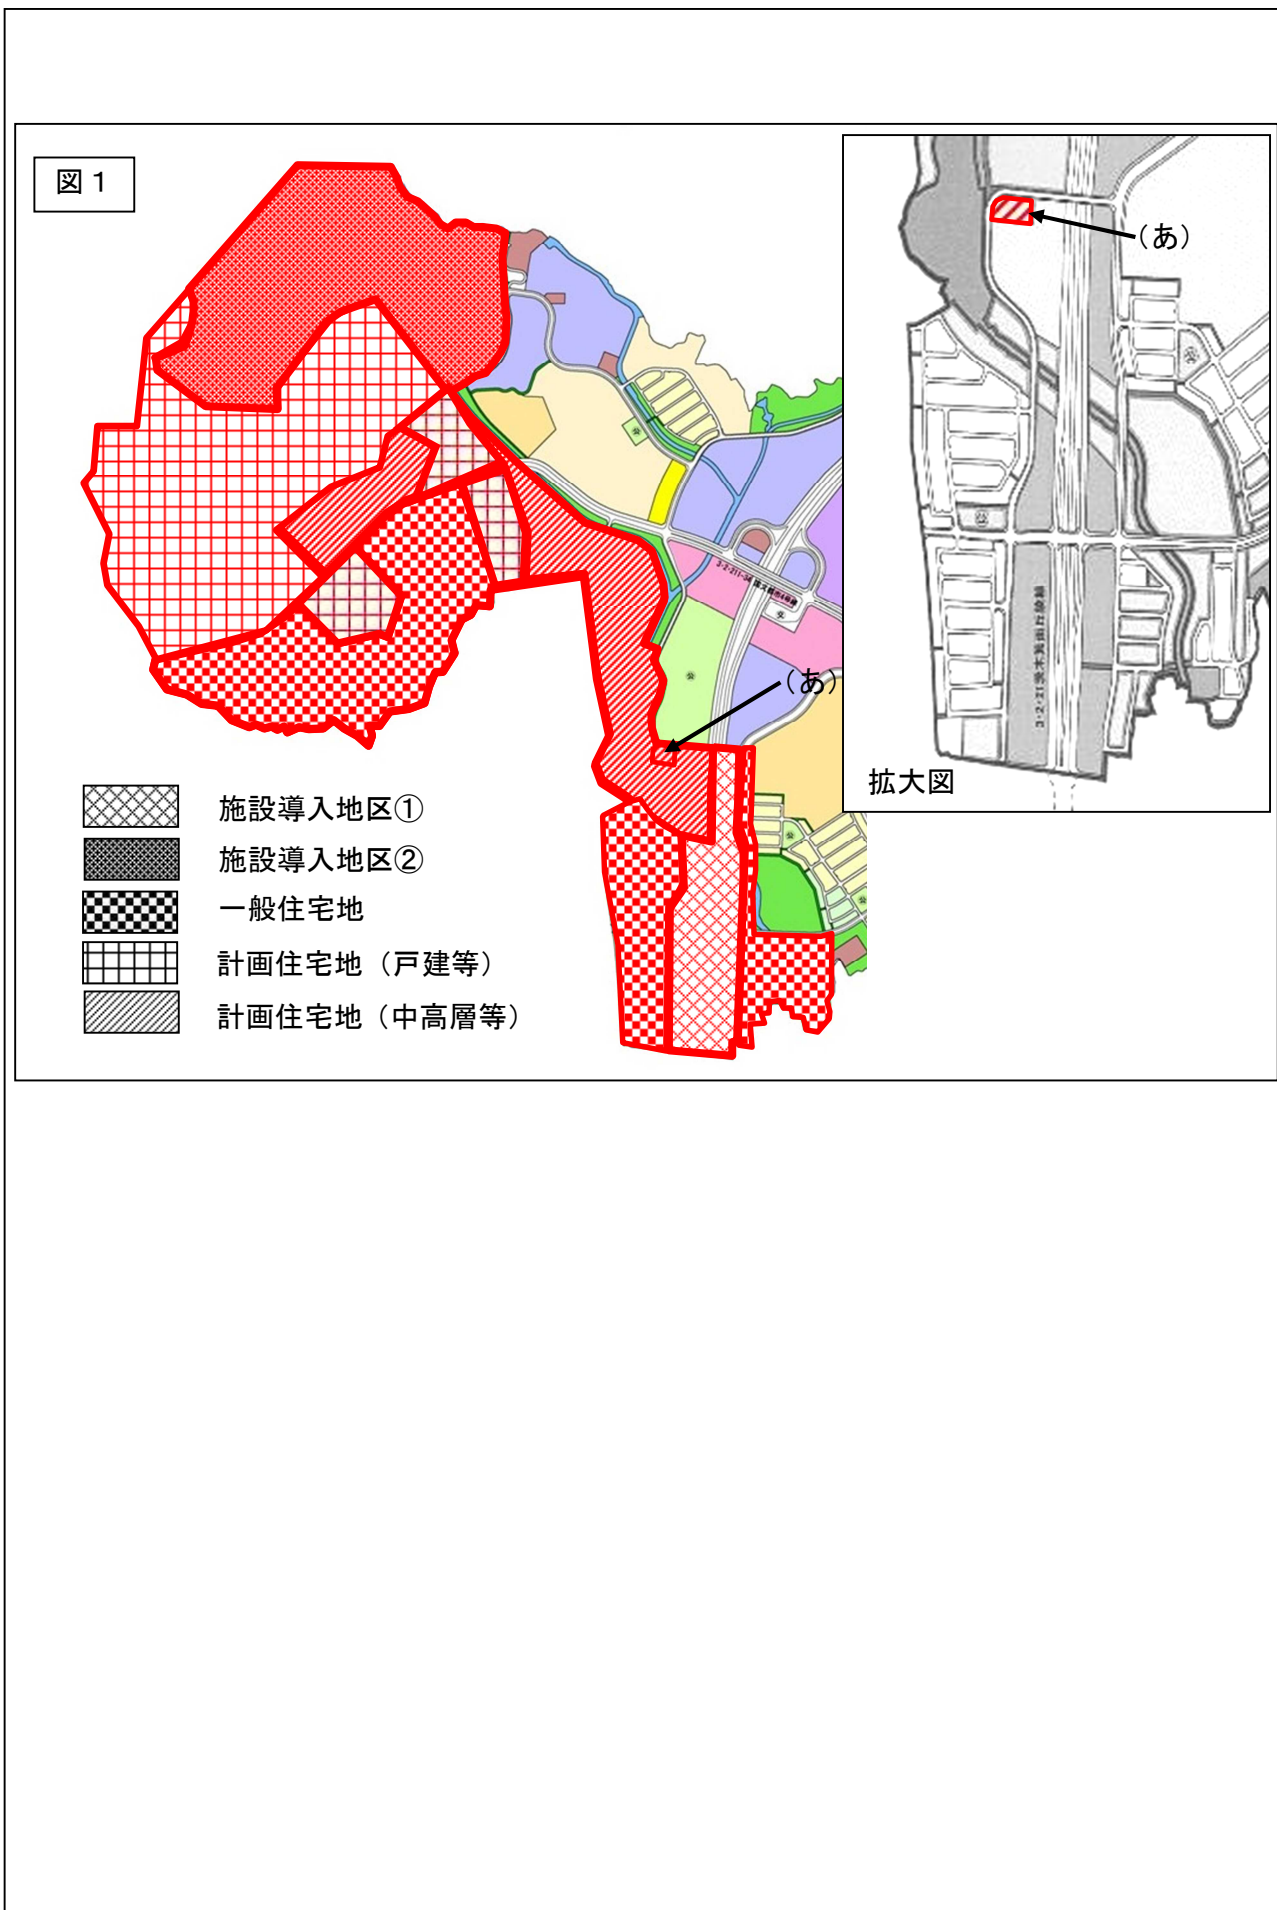 図1
(あ)
(あ)
拡大図
施設導入地区①
施設導入地区②
一般住宅地
計画住宅地(戸建等)
計画住宅地(中高層等)